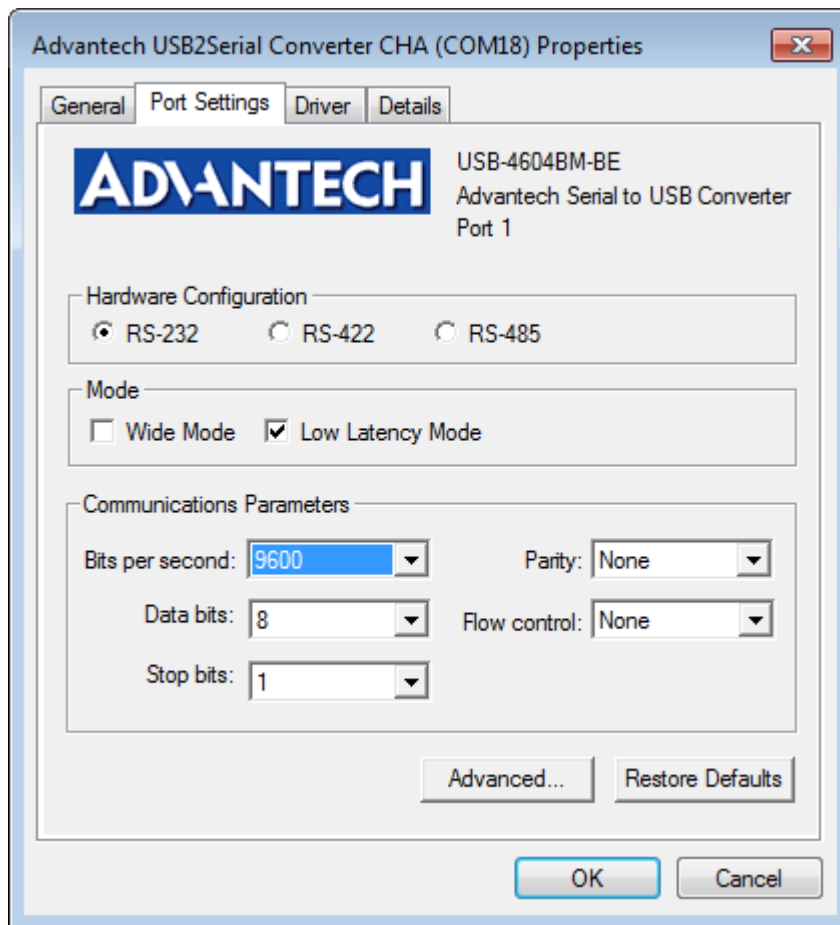 Advantech USB2Serial Converter CHA (COM18) Properties
General Port Settings Driver Details
ADVANTECH
USB-4604BM-BE
Advantech Serial to USB Converter
Port 1
Hardware Configuration
RS-232 RS-422 RS-485
Mode
Wide Mode Low Latency Mode
Communications Parameters
Bits per second: 9600 Parity: None
Data bits: 8 Flow control: None
Stop bits: 1
Advanced... Restore Defaults
OK Cancel